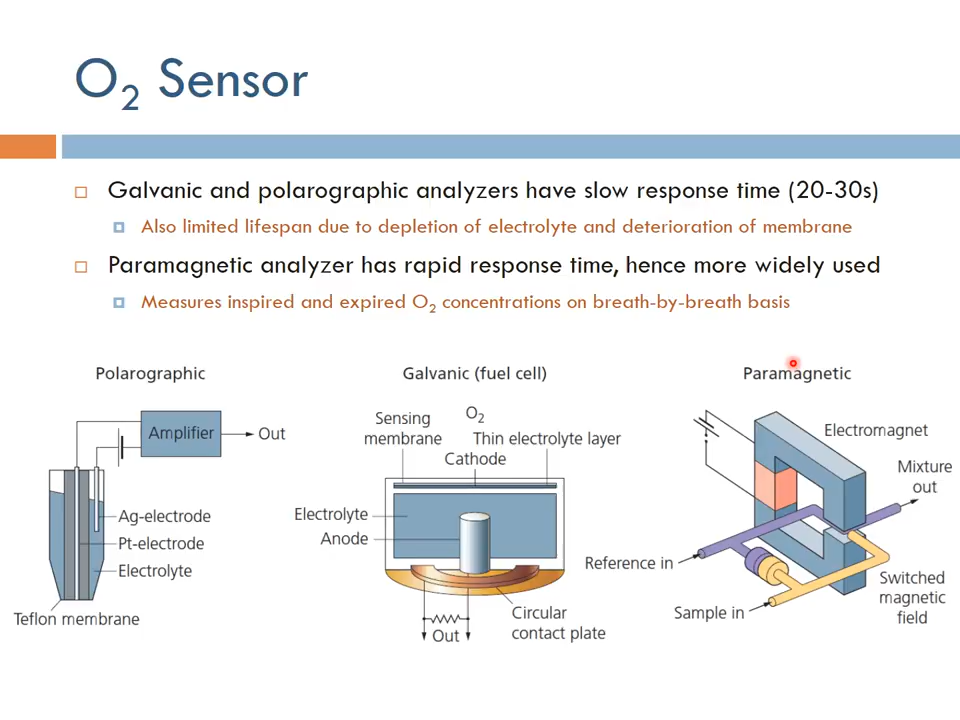 O₂ Sensor
Galvanic and polarographic analyzers have slow response time (20-30s)
Also limited lifespan due to depletion of electrolyte and deterioration of membrane
Paramagnetic analyzer has rapid response time, hence more widely used
Measures inspired and expired O₂ concentrations on breath-by-breath basis
Polarographic
Amplifier
Out
Ag-electrode
Pt-electrode
Electrolyte
Teflon membrane
Galvanic (fuel cell)
Sensing
membrane
O₂
Thin electrolyte layer
Cathode
Electrolyte
Anode
Circular
contact plate
Out
Paramagnetic
Electromagnet
Mixture
out
Reference in
Sample in
Switched
magnetic
field